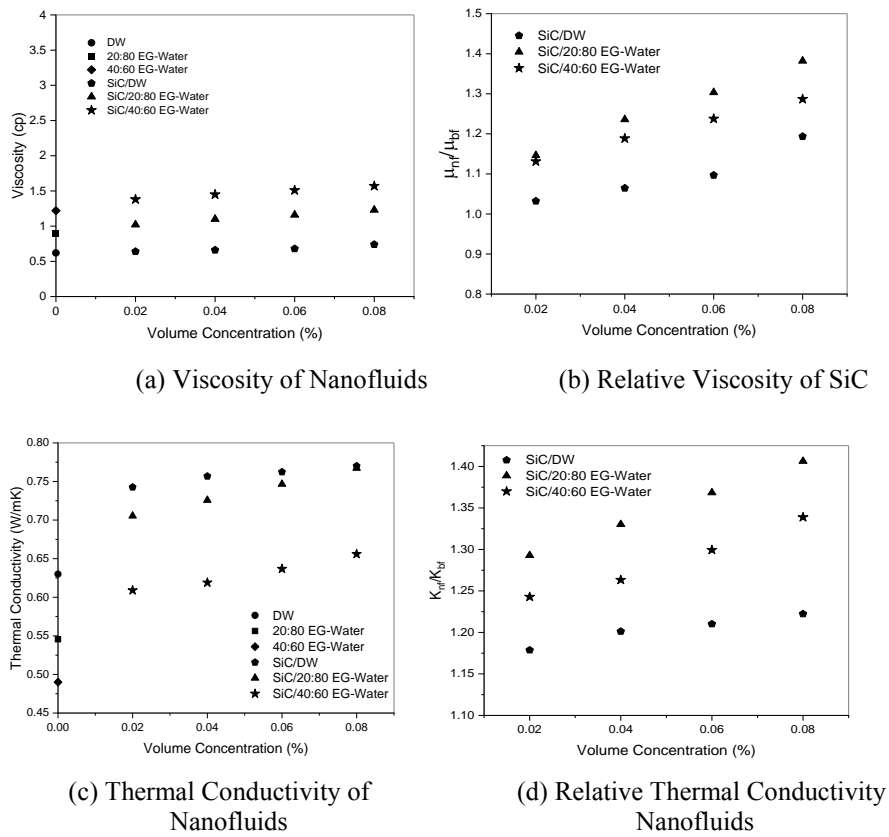 4
3.5
3
2.5
2
1.5
1
0.5
0
Viscosity (cp)
DW
20:80 EG-Water
40:60 EG-Water
SiC/DW
SiC/20:80 EG-Water
SiC/40:60 EG-Water
0 0.02 0.04 0.06 0.08
Volume Concentration (%)
(a) Viscosity of Nanofluids
1.5
1.4
1.3
1.2
1.1
1.0
0.9
0.8
μnf/μbf
SiC/DW
SiC/20:80 EG-Water
SiC/40:60 EG-Water
0.02 0.04 0.06 0.08
Volume Concentration (%)
(b) Relative Viscosity of SiC
0.80
0.75
0.70
0.65
0.60
0.55
0.50
0.45
Thermal Conductivity (W/mK)
DW
20:80 EG-Water
40:60 EG-Water
SiC/DW
SiC/20:80 EG-Water
SiC/40:60 EG-Water
0.00 0.02 0.04 0.06 0.08
Volume Concentration (%)
(c) Thermal Conductivity of
Nanofluids
1.40
1.35
1.30
1.25
1.20
1.15
1.10
Knf/Kbf
SiC/DW
SiC/20:80 EG-Water
SiC/40:60 EG-Water
0.02 0.04 0.06 0.08
Volume Concentration (%)
(d) Relative Thermal Conductivity
Nanofluids